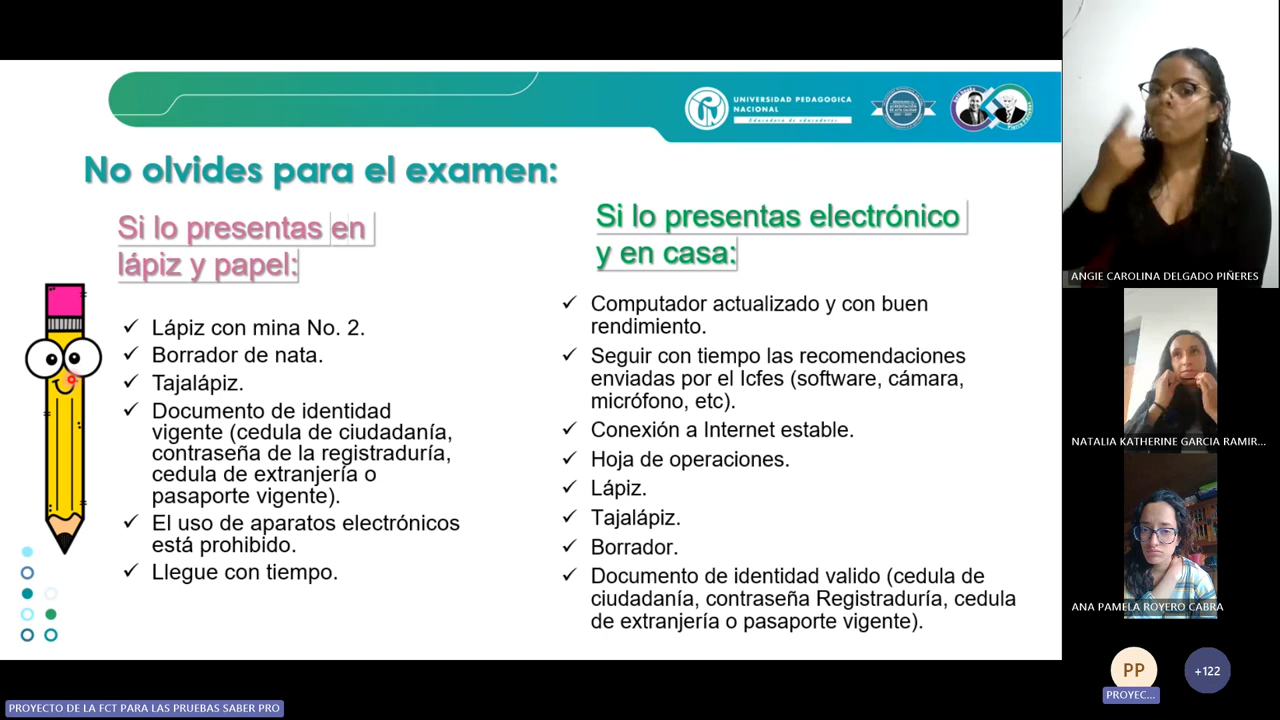 UNIVERSIDAD PEDAGOGICA
NACIONAL
Educadora de educadores
No olvides para el examen:
Si lo presentas en
lápiz y papel:
✓ Lápiz con mina No. 2.
✓ Borrador de nata.
✓ Tajalápiz.
✓ Documento de identidad
vigente (cedula de ciudadanía,
contraseña de la registraduría,
cedula de extranjería o
pasaporte vigente).
✓ El uso de aparatos electrónicos
está prohibido.
✓ Llegue con tiempo.
Si lo presentas electrónico
y en casa:
✓ Computador actualizado y con buen
rendimiento.
✓ Seguir con tiempo las recomendaciones
enviadas por el Icfes (software, cámara,
micrófono, etc).
✓ Conexión a Internet estable.
✓ Hoja de operaciones.
✓ Lápiz.
✓ Tajalápiz.
✓ Borrador.
✓ Documento de identidad valido (cedula de
ciudadanía, contraseña Registraduría, cedula
de extranjería o pasaporte vigente).
ANGIE CAROLINA DELGADO PIÑERES
NATALIA KATHERINE GARCIA RAMIR...
ANA PAMELA ROYERO CABRA
PP
PROYEC...
+122
PROYECTO DE LA FCT PARA LAS PRUEBAS SABER PRO